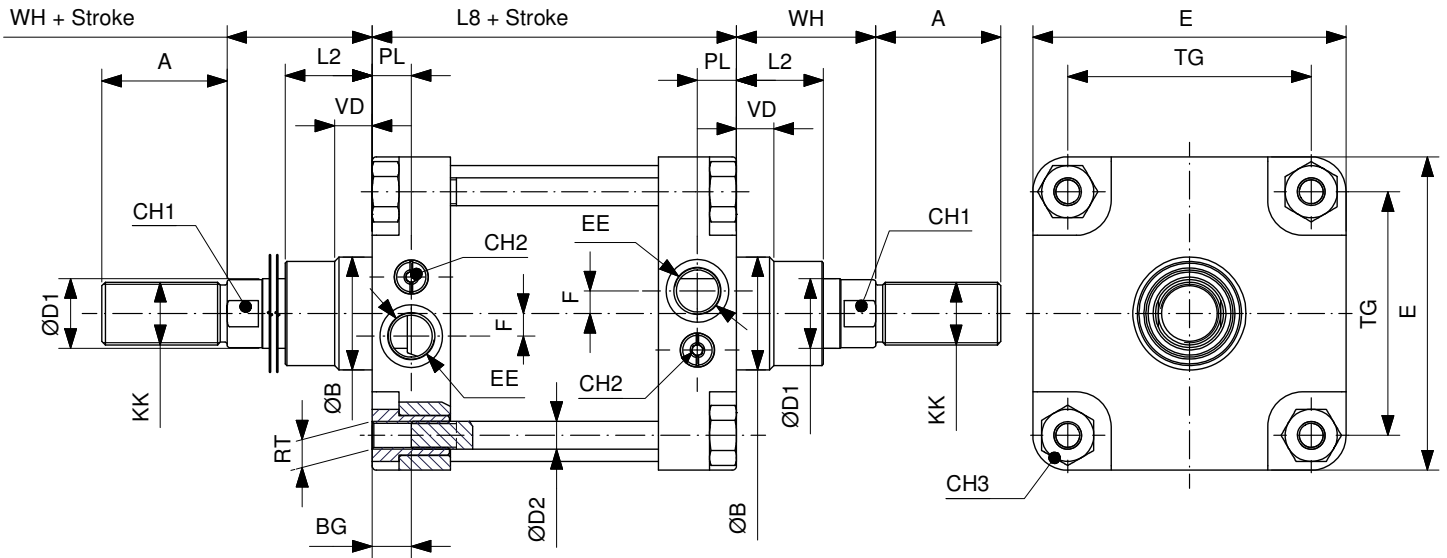 WH + Stroke
L8 + Stroke
WH
A
E
A
L2
PL
PL
L2
TG
VD
VD
CH1
CH2
EE
CH1
ØD1
F
F
TG
E
KK
ØB
EE
CH2
ØD1
KK
RT
CH3
BG
ØD2
ØB